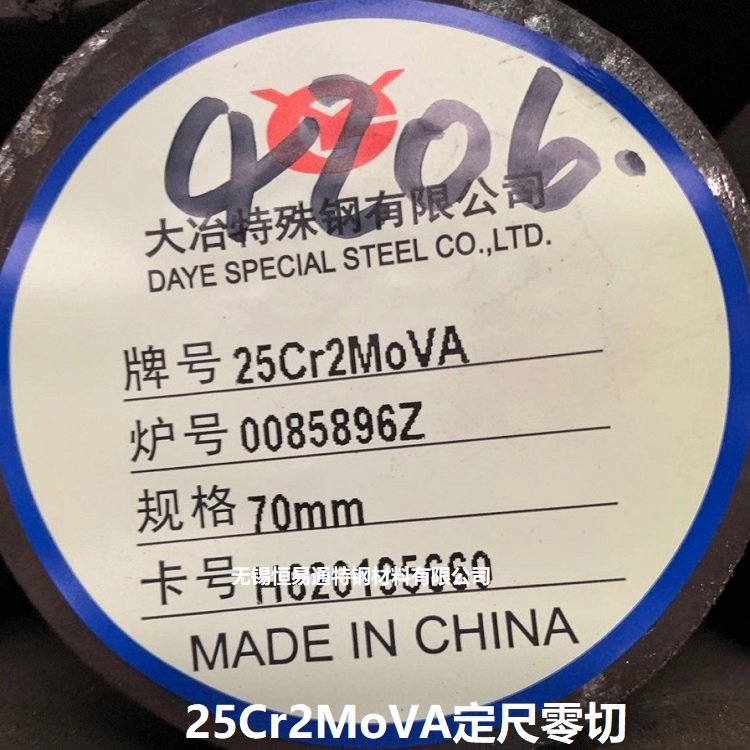 4206.
大冶特殊钢有限公司
DAYE SPECIAL STEEL CO.,LTD.
牌号 25Cr2MoVA
炉号 0085896Z
规格 70mm
卡号
无锡恒易通特钢材料有限公司
MADE IN CHINA
25Cr2MoVA定尺零切